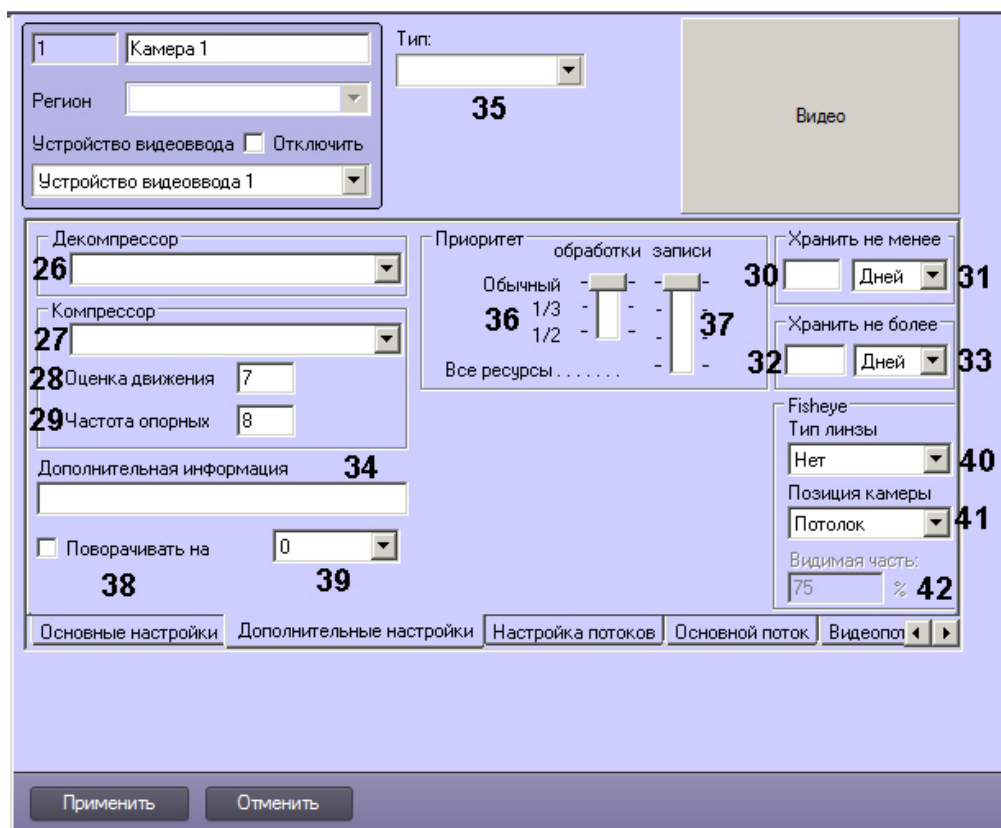 1 Камера 1
Регион
Устройство видеоввода Отключить
Устройство видеоввода 1
Тип:
35
Видео
Декомпрессор
26
Компрессор
27
28 Оценка движения 7
29 Частота опорных 8
Дополнительная информация 34
Поворачивать на 0
38 39
Приоритет
обработки записи
Обычный
1/3
36 37
1/2
Все ресурсы . . . . . . .
Хранить не менее
30 Дней 31
Хранить не более
32 Дней 33
Fisheye
Тип линзы
Нет 40
Позиция камеры
Потолок 41
Видимая часть:
75 % 42
Основные настройки Дополнительные настройки Настройка потоков Основной поток Видеопот
Применить Отменить